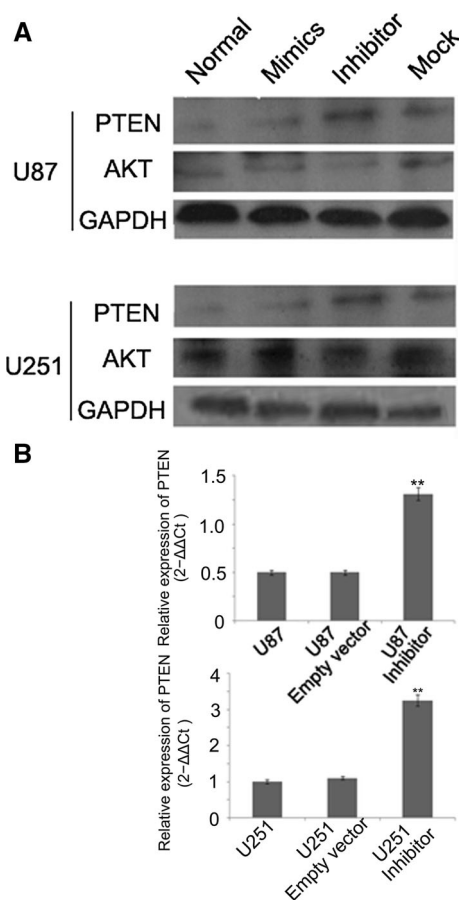 A
Normal Mimics Inhibitor Mock
U87
PTEN
AKT
GAPDH
U251
PTEN
AKT
GAPDH
B
Relative expression of PTEN
(2−ΔΔCt )
1.5
1.0
0.5
0
**
U87
U87
Empty vector
U87
Inhibitor
Relative expression of PTEN
(2−ΔΔCt)
4
3
2
1
0
**
U251
U251
Empty vector
U251
Inhibitor